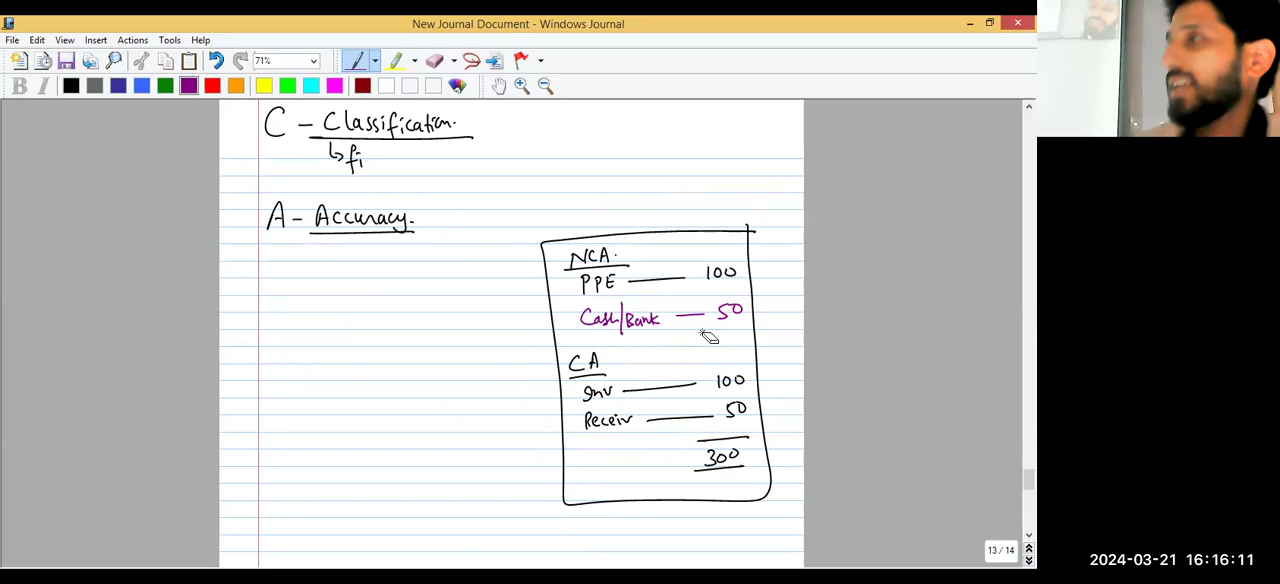 New Journal Document - Windows Journal
File Edit View Insert Actions Tools Help
71%
B I
C - Classification.
↳ fi
A - Accuracy.
NCA.
PPE — 100
Cash/Bank — 50
CA
Inv — 100
Receiv — 50
300
13 / 14
2024-03-21 16:16:11